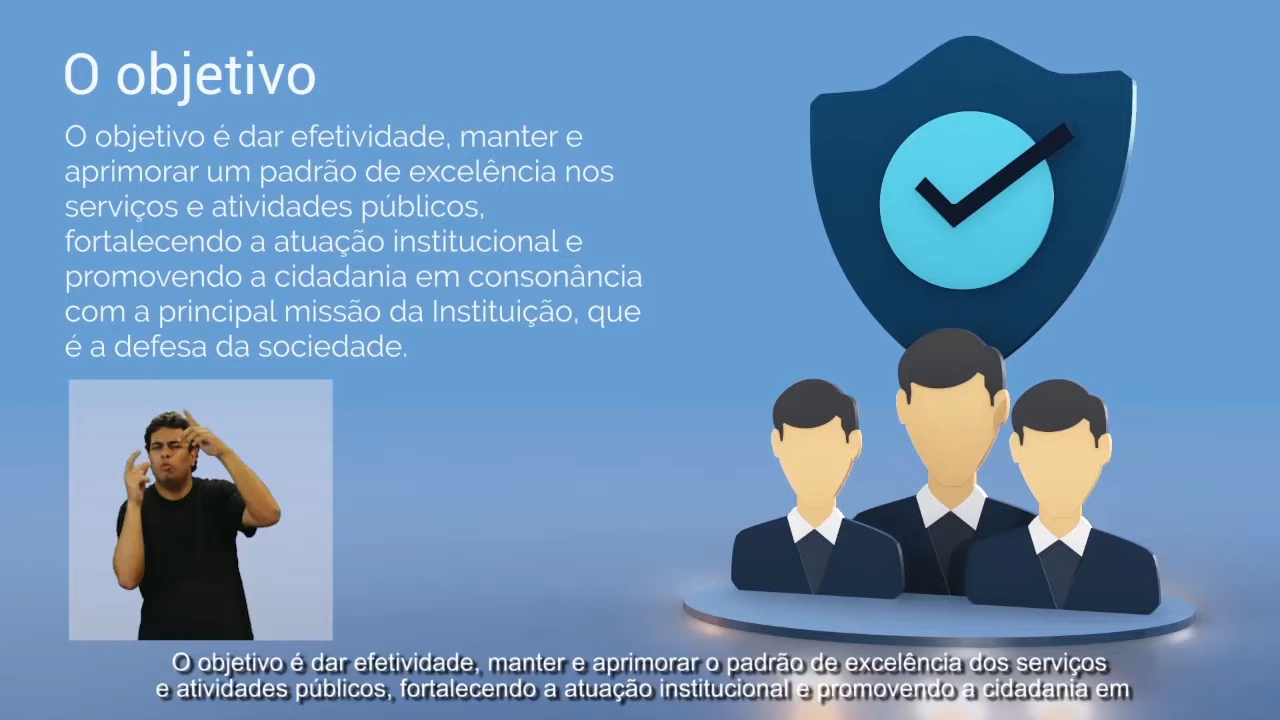 O objetivo
O objetivo é dar efetividade, manter e
aprimorar um padrão de excelência nos
serviços e atividades públicos,
fortalecendo a atuação institucional e
promovendo a cidadania em consonância
com a principal missão da Instituição, que
é a defesa da sociedade.
O objetivo é dar efetividade, manter e aprimorar o padrão de excelência dos serviços
e atividades públicos, fortalecendo a atuação institucional e promovendo a cidadania em